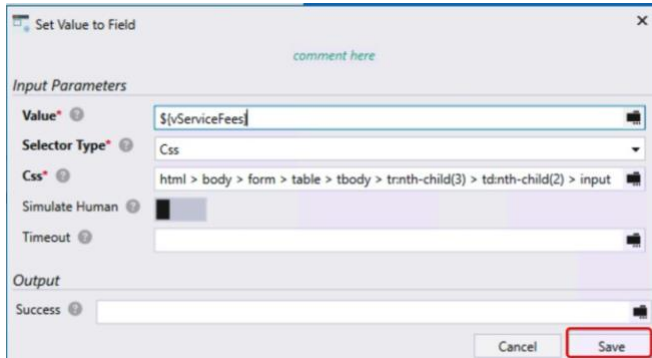 Set Value to Field
comment here
Input Parameters
Value*
${vServiceFees}
Selector Type*
Css
Css*
html > body > form > table > tbody > tr:nth-child(3) > td:nth-child(2) > input
Simulate Human
Timeout
Output
Success
Cancel Save